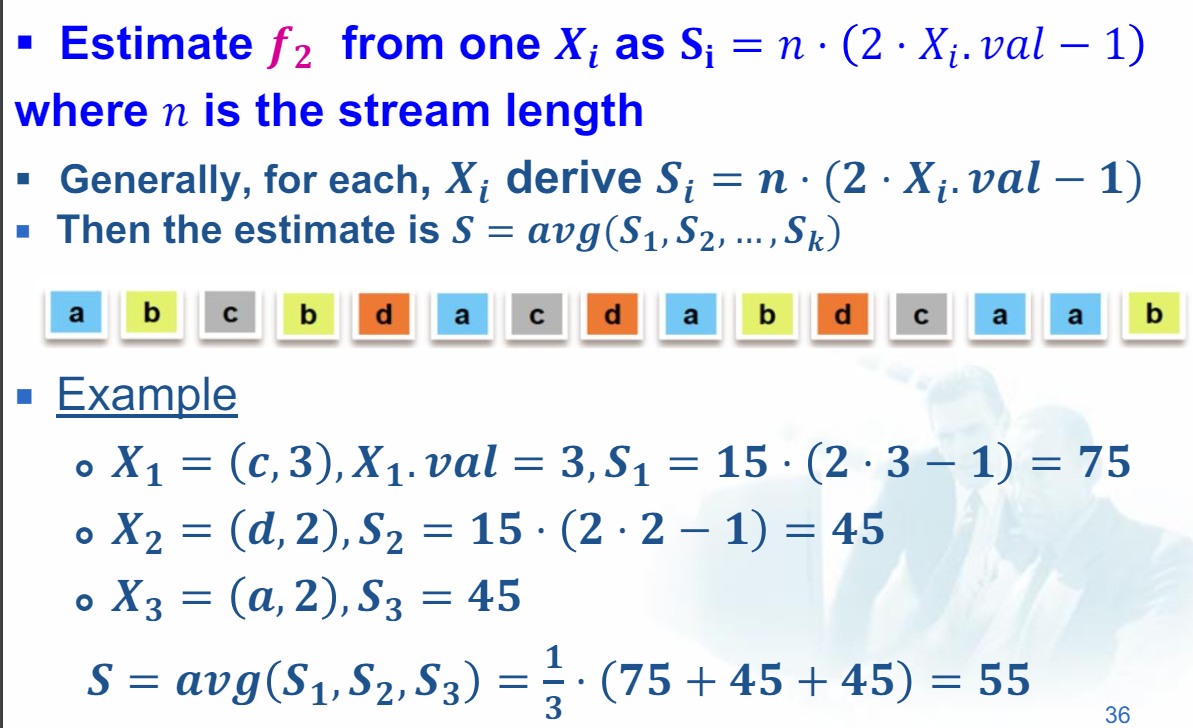 ▪ Estimate 𝒇₂ from one 𝑿ᵢ as 𝐒ᵢ = 𝑛 · (2 · 𝑋ᵢ. 𝑣𝑎𝑙 − 1)
where 𝑛 is the stream length
▪ Generally, for each, 𝑿ᵢ derive 𝑺ᵢ = 𝒏 · (𝟐 · 𝑿ᵢ. 𝒗𝒂𝒍 − 𝟏)
▪ Then the estimate is 𝑺 = 𝒂𝒗𝒈(𝑺₁, 𝑺₂, … , 𝑺ₖ)
a b c b d a c d a b d c a a b
▪ Example
∘ 𝑿₁ = (𝒄, 𝟑), 𝑿₁. 𝒗𝒂𝒍 = 𝟑, 𝑺₁ = 𝟏𝟓 · (𝟐 · 𝟑 − 𝟏) = 𝟕𝟓
∘ 𝑿₂ = (𝒅, 𝟐), 𝑺₂ = 𝟏𝟓 · (𝟐 · 𝟐 − 𝟏) = 𝟒𝟓
∘ 𝑿₃ = (𝒂, 𝟐), 𝑺₃ = 𝟒𝟓
𝑺 = 𝒂𝒗𝒈(𝑺₁, 𝑺₂, 𝑺₃) = 𝟏/𝟑 · (𝟕𝟓 + 𝟒𝟓 + 𝟒𝟓) = 𝟓𝟓
36